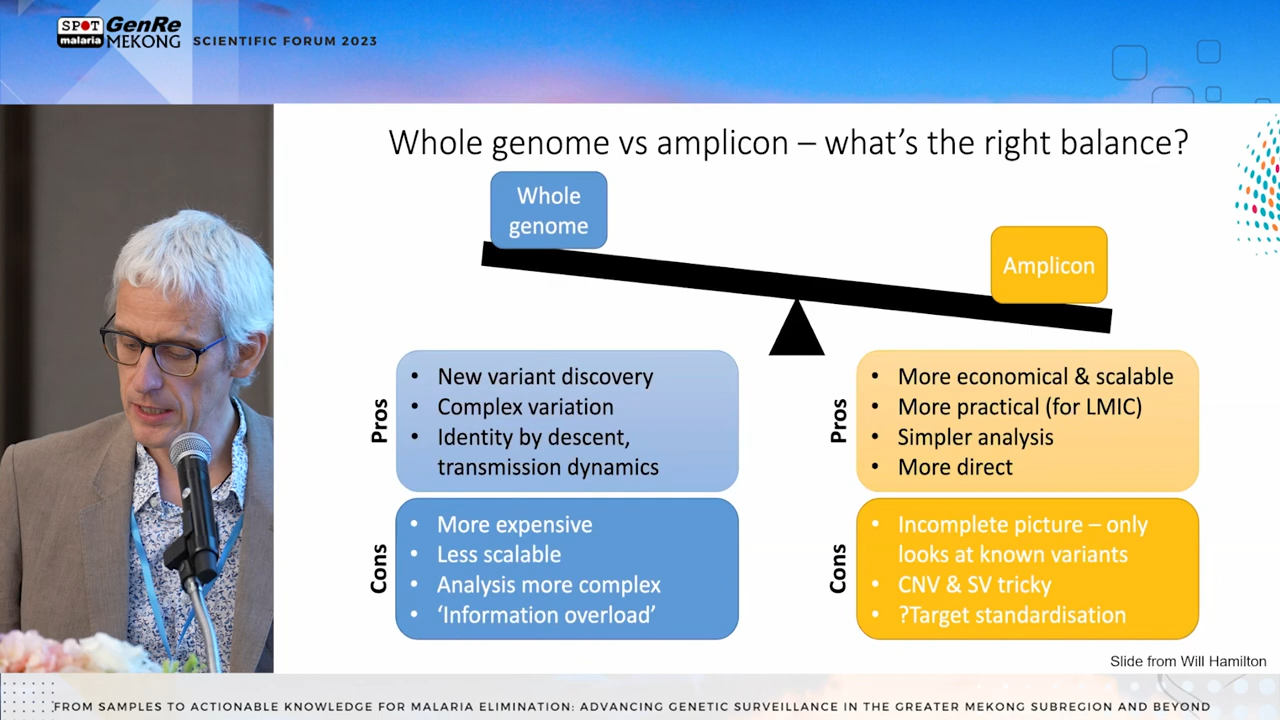 SPOT malaria GenRe MEKONG SCIENTIFIC FORUM 2023
Whole genome vs amplicon – what's the right balance?
Whole
genome
Amplicon
Pros
• New variant discovery
• Complex variation
• Identity by descent,
transmission dynamics
Cons
• More expensive
• Less scalable
• Analysis more complex
• ‘Information overload’
Pros
• More economical & scalable
• More practical (for LMIC)
• Simpler analysis
• More direct
Cons
• Incomplete picture – only
looks at known variants
• CNV & SV tricky
• ?Target standardisation
Slide from Will Hamilton
FROM SAMPLES TO ACTIONABLE KNOWLEDGE FOR MALARIA ELIMINATION: ADVANCING GENETIC SURVEILLANCE IN THE GREATER MEKONG SUBREGION AND BEYOND